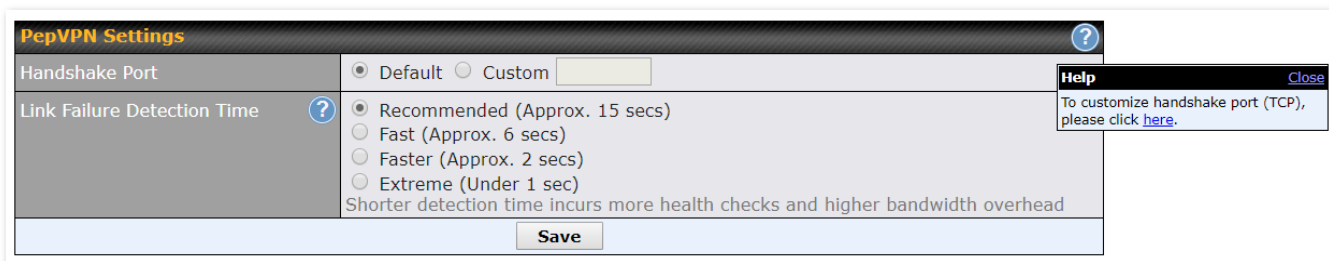 PepVPN Settings
?
Handshake Port
Default Custom
Help Close
To customize handshake port (TCP),
please click here.
Link Failure Detection Time ?
Recommended (Approx. 15 secs)
Fast (Approx. 6 secs)
Faster (Approx. 2 secs)
Extreme (Under 1 sec)
Shorter detection time incurs more health checks and higher bandwidth overhead
Save